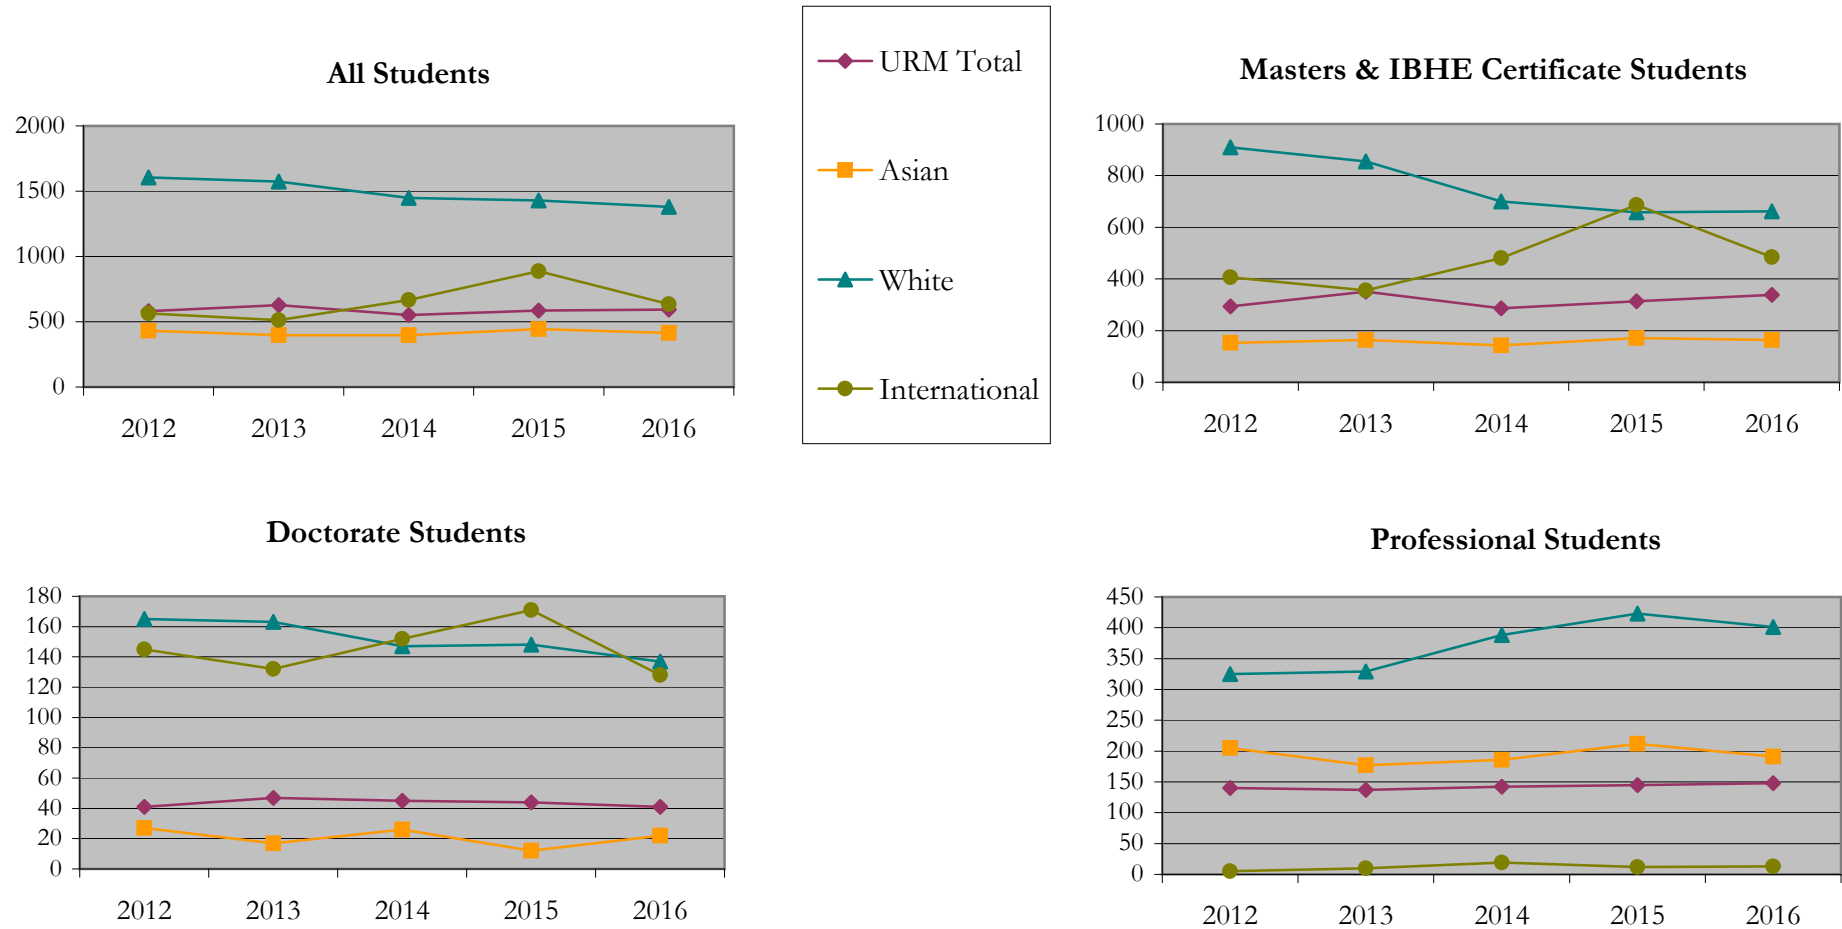 All Students
2000
1500
1000
500
0
2012 2013 2014 2015 2016
URM Total
Asian
White
International
Masters & IBHE Certificate Students
1000
800
600
400
200
0
2012 2013 2014 2015 2016
Doctorate Students
180
160
140
120
100
80
60
40
20
0
2012 2013 2014 2015 2016
Professional Students
450
400
350
300
250
200
150
100
50
0
2012 2013 2014 2015 2016